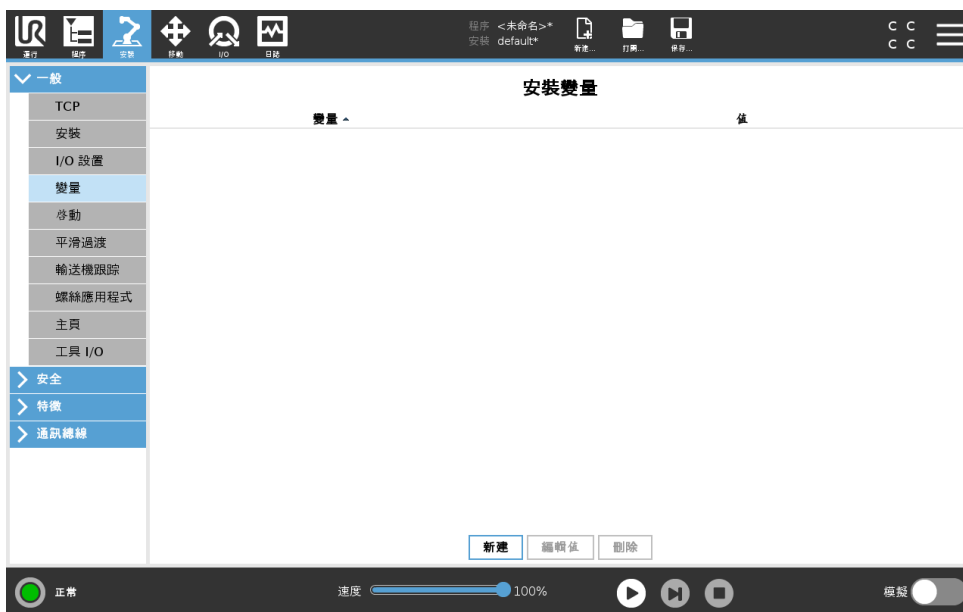 程序 <未命名>*
安裝 default*
運行 程序 安裝 移動 I/O 日誌 新建... 打開... 保存...
C C
C C
一般
TCP
安裝
I/O 設置
變量
啓動
平滑過渡
輸送機跟踪
螺絲應用程式
主頁
工具 I/O
安全
特徵
通訊總線
安裝變量
變量 值
新建 編輯值 刪除
正常 速度 100% 模擬